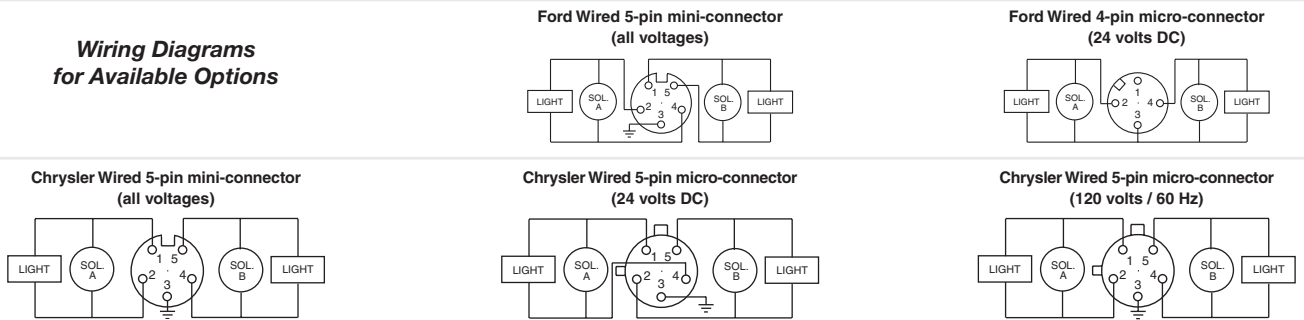 Wiring Diagrams
for Available Options
Ford Wired 5-pin mini-connector
(all voltages)
LIGHT
SOL.
A
1 5
2 4
3
SOL.
B
LIGHT
Ford Wired 4-pin micro-connector
(24 volts DC)
LIGHT
SOL.
A
1
2 4
3
SOL.
B
LIGHT
Chrysler Wired 5-pin mini-connector
(all voltages)
LIGHT
SOL.
A
1 5
2 4
3
SOL.
B
LIGHT
Chrysler Wired 5-pin micro-connector
(24 volts DC)
LIGHT
SOL.
A
1 5
2 4
3
SOL.
B
LIGHT
Chrysler Wired 5-pin micro-connector
(120 volts / 60 Hz)
LIGHT
SOL.
A
1 5
2 4
3
SOL.
B
LIGHT